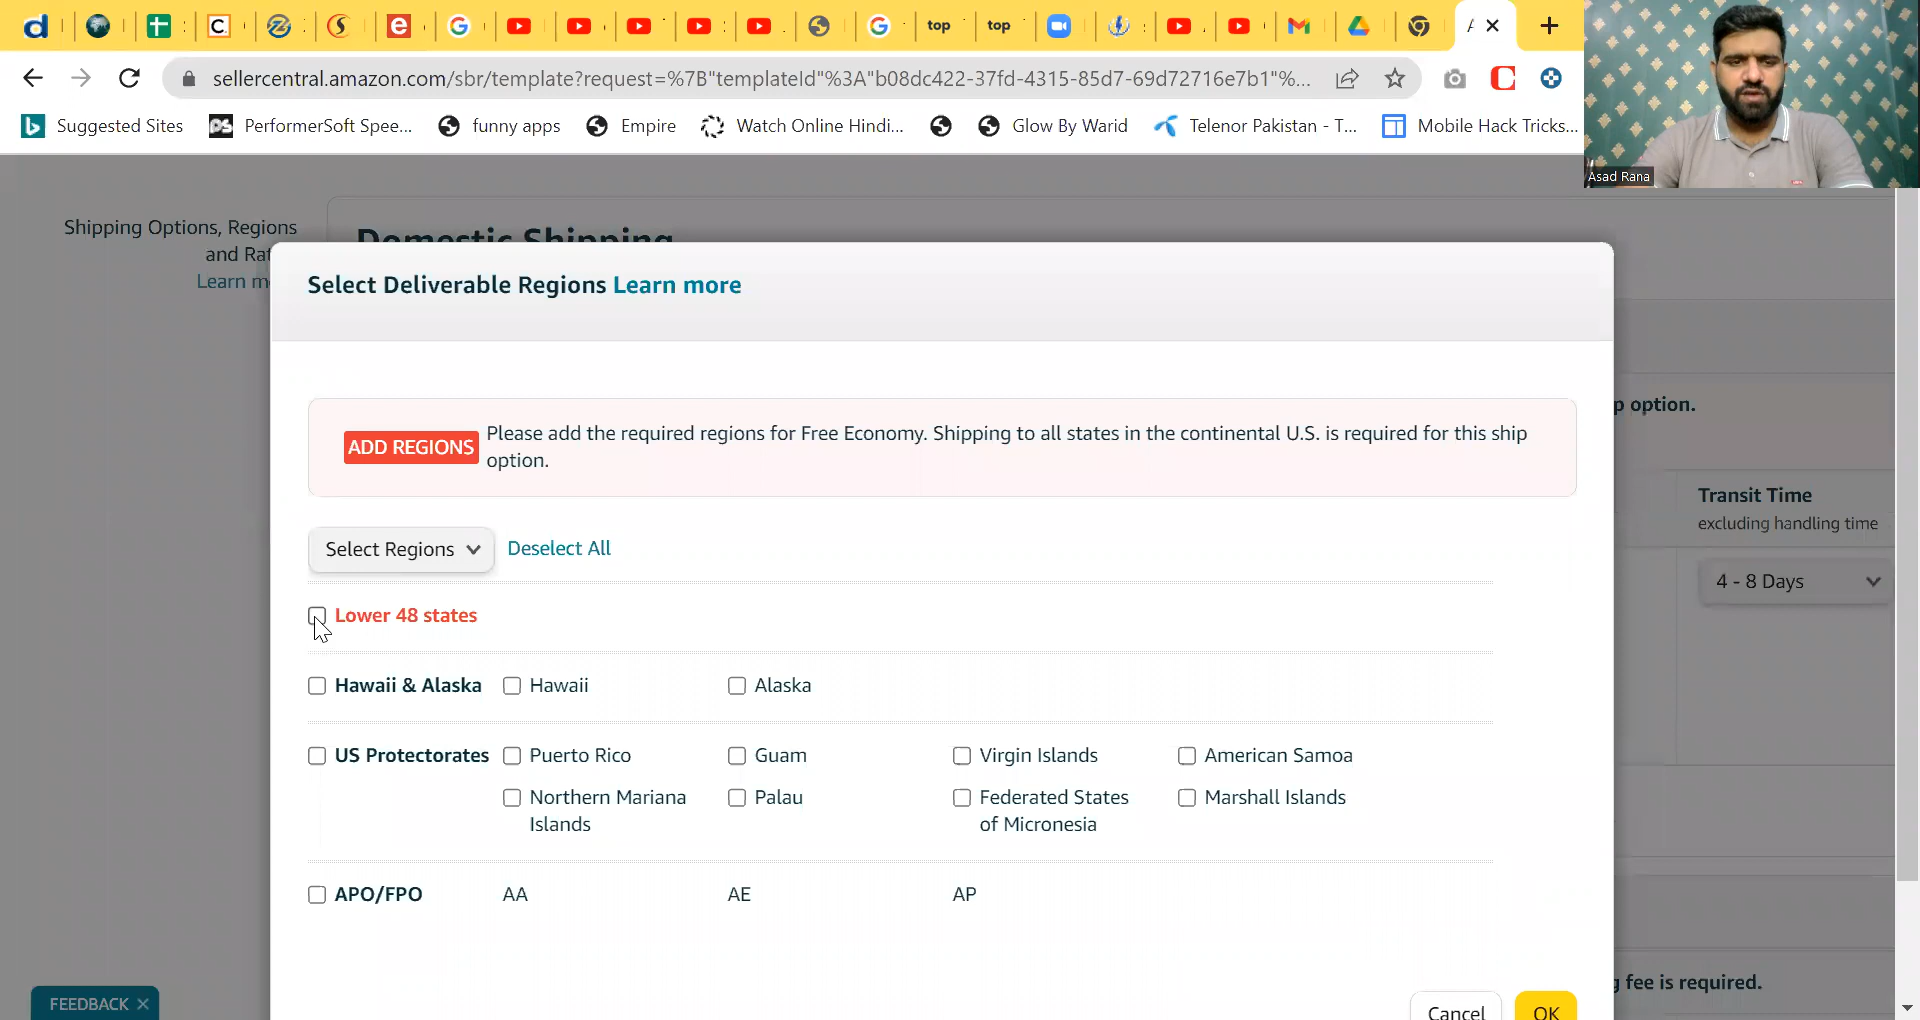 top
top
sellercentral.amazon.com/sbr/template?request=%7B"templateId"%3A"b08dc422-37fd-4315-85d7-69d72716e7b1"%...
Suggested Sites
PerformerSoft Spee...
funny apps
Empire
Watch Online Hindi...
Glow By Warid
Telenor Pakistan - T...
Mobile Hack Tricks...
Asad Rana
Shipping Options, Regions
and Rat
Learn m
Domestic Shipping
Select Deliverable Regions Learn more
ADD REGIONS
Please add the required regions for Free Economy. Shipping to all states in the continental U.S. is required for this ship
option.
p option.
Transit Time
excluding handling time
4 - 8 Days
Select Regions
Deselect All
Lower 48 states
Hawaii & Alaska
Hawaii
Alaska
US Protectorates
Puerto Rico
Guam
Virgin Islands
American Samoa
Northern Mariana
Islands
Palau
Federated States
of Micronesia
Marshall Islands
APO/FPO
AA
AE
AP
fee is required.
FEEDBACK
Cancel
OK